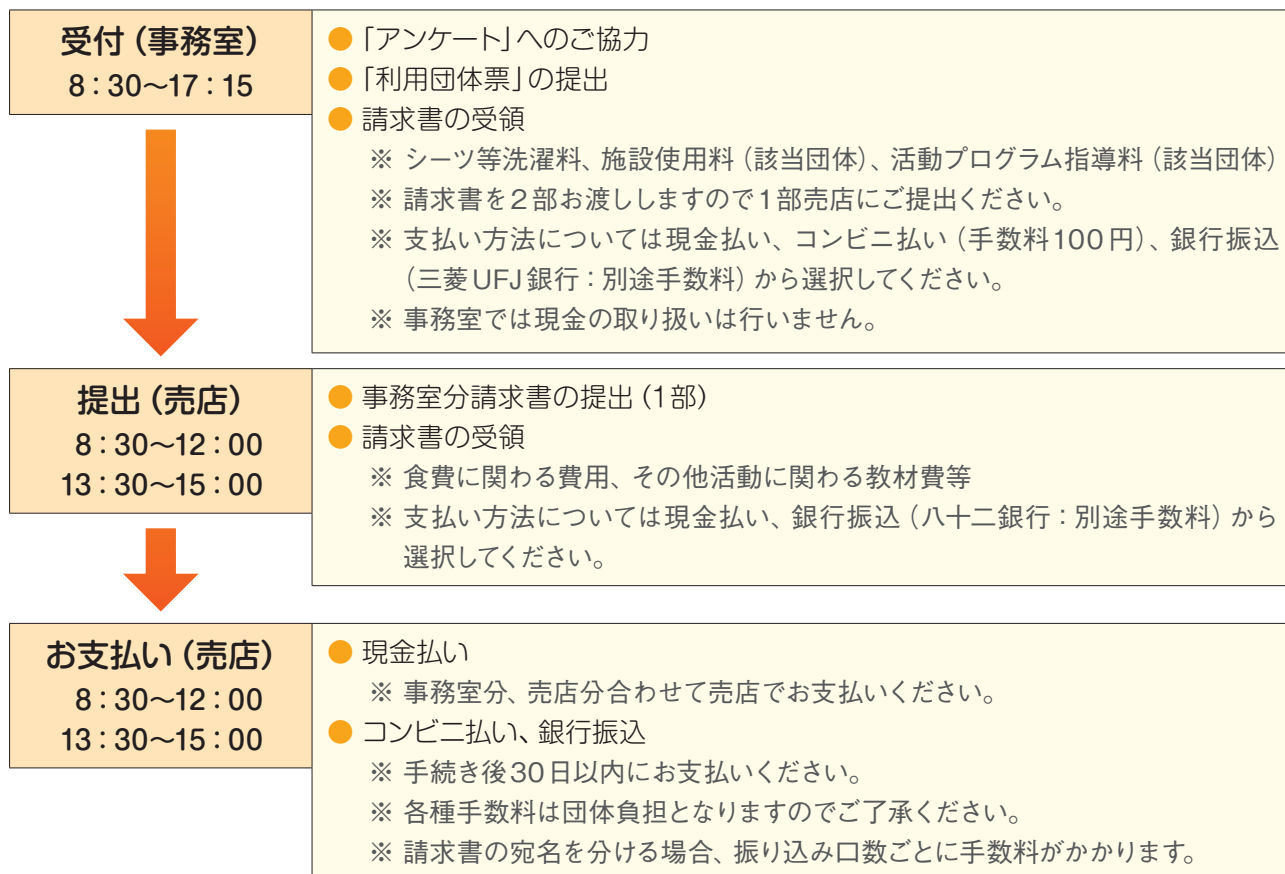 受付（事務室）
8：30～17：15
●「アンケート」へのご協力
●「利用団体票」の提出
● 請求書の受領
※ シーツ等洗濯料、施設使用料（該当団体）、活動プログラム指導料（該当団体）
※ 請求書を2部お渡ししますので1部売店にご提出ください。
※ 支払い方法については現金払い、コンビニ払い（手数料100円）、銀行振込
（三菱UFJ銀行：別途手数料）から選択してください。
※ 事務室では現金の取り扱いは行いません。
提出（売店）
8：30～12：00
13：30～15：00
● 事務室分請求書の提出（1部）
● 請求書の受領
※ 食費に関わる費用、その他活動に関わる教材費等
※ 支払い方法については現金払い、銀行振込（八十二銀行：別途手数料）から
選択してください。
お支払い（売店）
8：30～12：00
13：30～15：00
● 現金払い
※ 事務室分、売店分合わせて売店でお支払いください。
● コンビニ払い、銀行振込
※ 手続き後30日以内にお支払いください。
※ 各種手数料は団体負担となりますのでご了承ください。
※ 請求書の宛名を分ける場合、振り込み口数ごとに手数料がかかります。